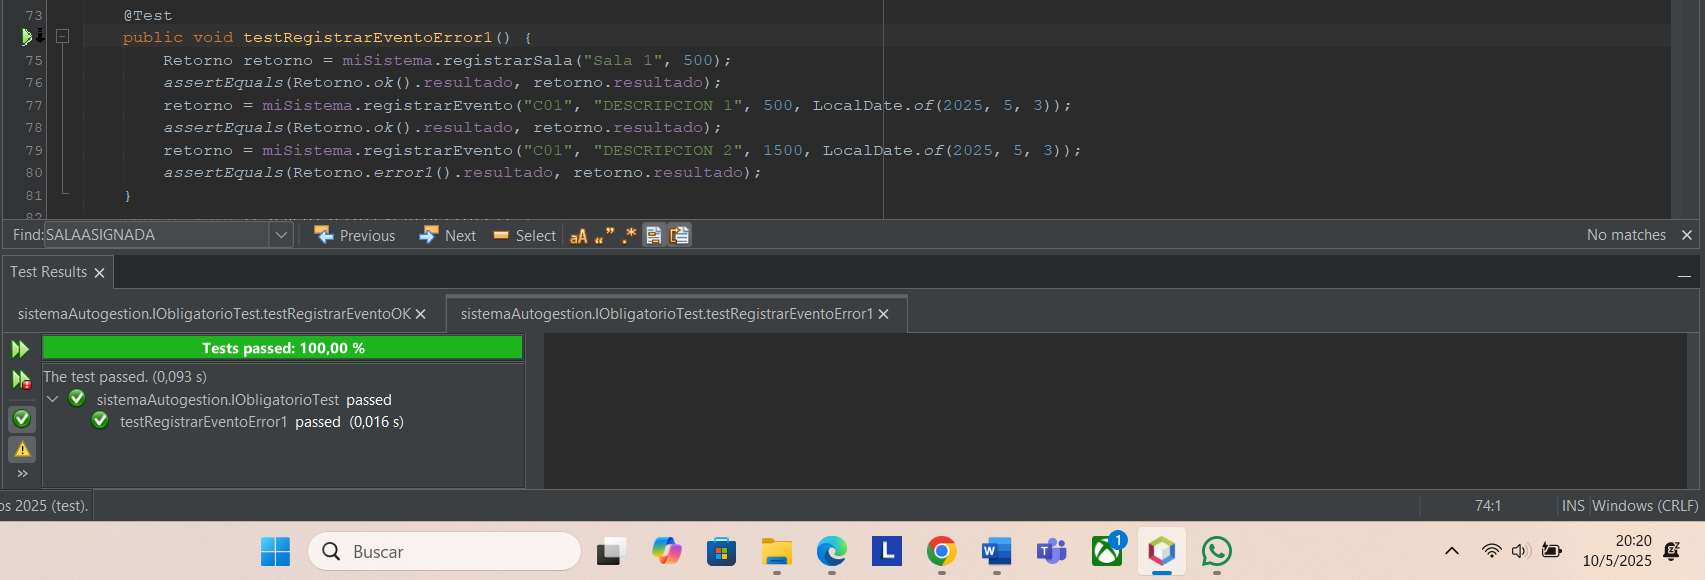 73 @Test
public void testRegistrarEventoError1() {
75 Retorno retorno = miSistema.registrarSala("Sala 1", 500);
76 assertEquals(Retorno.ok().resultado, retorno.resultado);
77 retorno = miSistema.registrarEvento("C01", "DESCRIPCION 1", 500, LocalDate.of(2025, 5, 3));
78 assertEquals(Retorno.ok().resultado, retorno.resultado);
79 retorno = miSistema.registrarEvento("C01", "DESCRIPCION 2", 1500, LocalDate.of(2025, 5, 3));
80 assertEquals(Retorno.error1().resultado, retorno.resultado);
81 }
82
Find: SALAASIGNADA Previous Next Select aA “” .* No matches
Test Results
sistemaAutogestion.IObligatorioTest.testRegistrarEventoOK sistemaAutogestion.IObligatorioTest.testRegistrarEventoError1
Tests passed: 100,00 %
The test passed. (0,093 s)
sistemaAutogestion.IObligatorioTest passed
testRegistrarEventoError1 passed (0,016 s)
os 2025 (test). 74:1 INS Windows (CRLF)
Buscar L W T 1 20:20
10/5/2025